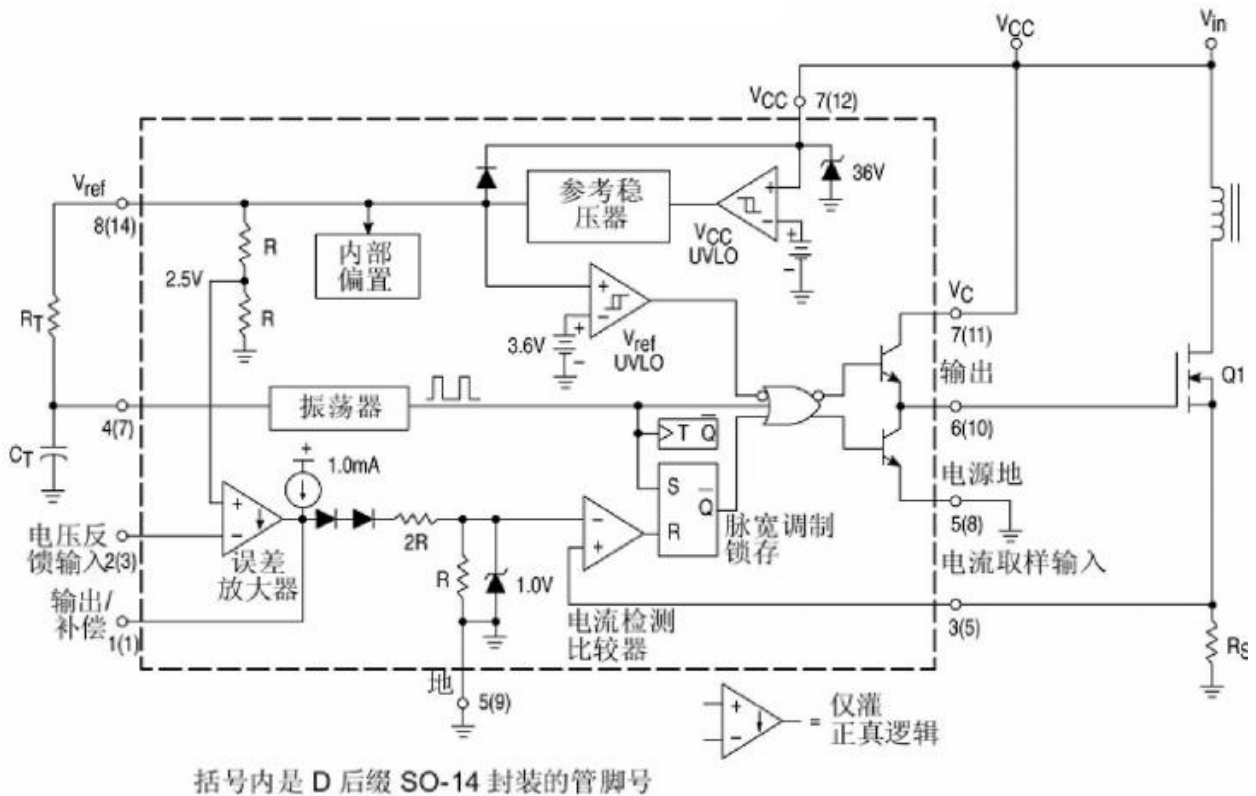 VCC
Vin
VCC 7(12)
Vref
8(14)
R
2.5V
R
内部
偏置
参考稳
压器
VCC
UVLO
+
−
+
−
36V
RT
3.6V
+
−
+
−
Vref
UVLO
VC
7(11)
输出
6(10)
Q1
振荡器
4(7)
CT
T Q
+
1.0mA
S
Q
R
脉宽调制
锁存
电源地
5(8)
电流取样输入
+
−
误差
放大器
电压反
馈输入 2(3)
输出/
补偿
1(1)
2R
R
1.0V
−
+
电流检测
比较器
3(5)
RS
地
5(9)
+
−
= 仅灌
正真逻辑
括号内是 D 后缀 SO-14 封装的管脚号